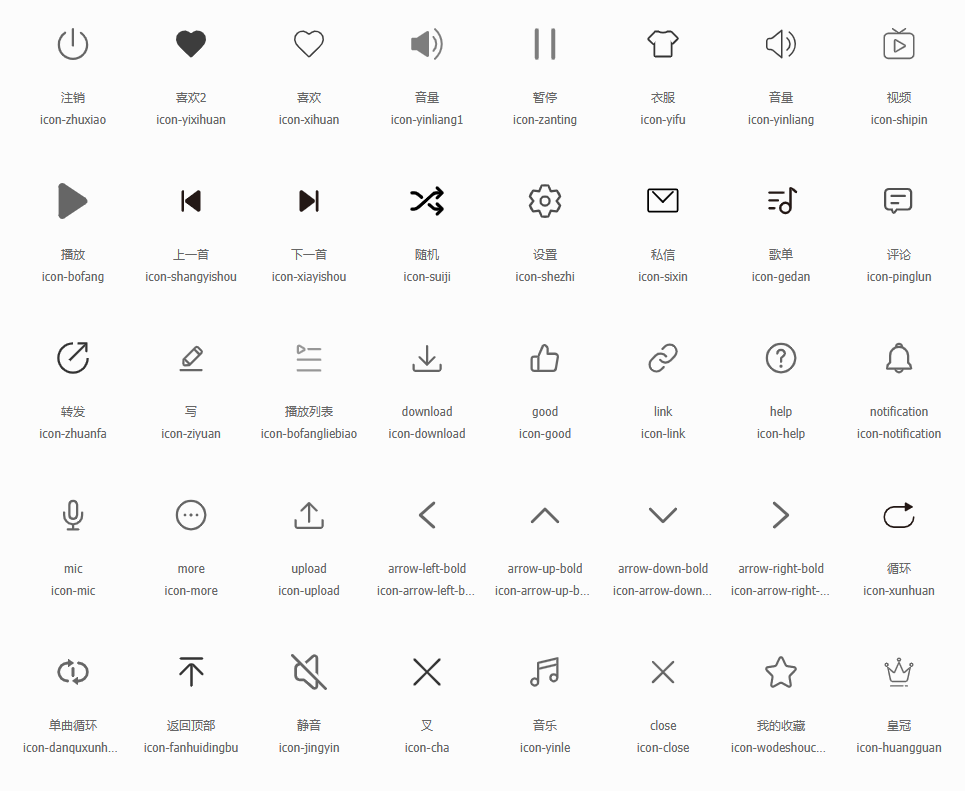 注销 喜欢2 喜欢 音量 暂停 衣服 音量 视频
icon-zhuxiao icon-yixihuan icon-xihuan icon-yinliang1 icon-zanting icon-yifu icon-yinliang icon-shipin
播放 上一首 下一首 随机 设置 私信 歌单 评论
icon-bofang icon-shangyishou icon-xiayishou icon-suiji icon-shezhi icon-sixin icon-gedan icon-pinglun
转发 写 播放列表 download good link help notification
icon-zhuanfa icon-ziyuan icon-bofangliebiao icon-download icon-good icon-link icon-help icon-notification
mic more upload arrow-left-bold arrow-up-bold arrow-down-bold arrow-right-bold 循环
icon-mic icon-more icon-upload icon-arrow-left-b... icon-arrow-up-b... icon-arrow-down... icon-arrow-right-... icon-xunhuan
单曲循环 返回顶部 静音 叉 音乐 close 我的收藏 皇冠
icon-danquxunh... icon-fanhuidingbu icon-jingyin icon-cha icon-yinle icon-close icon-wodeshouc... icon-huangguan